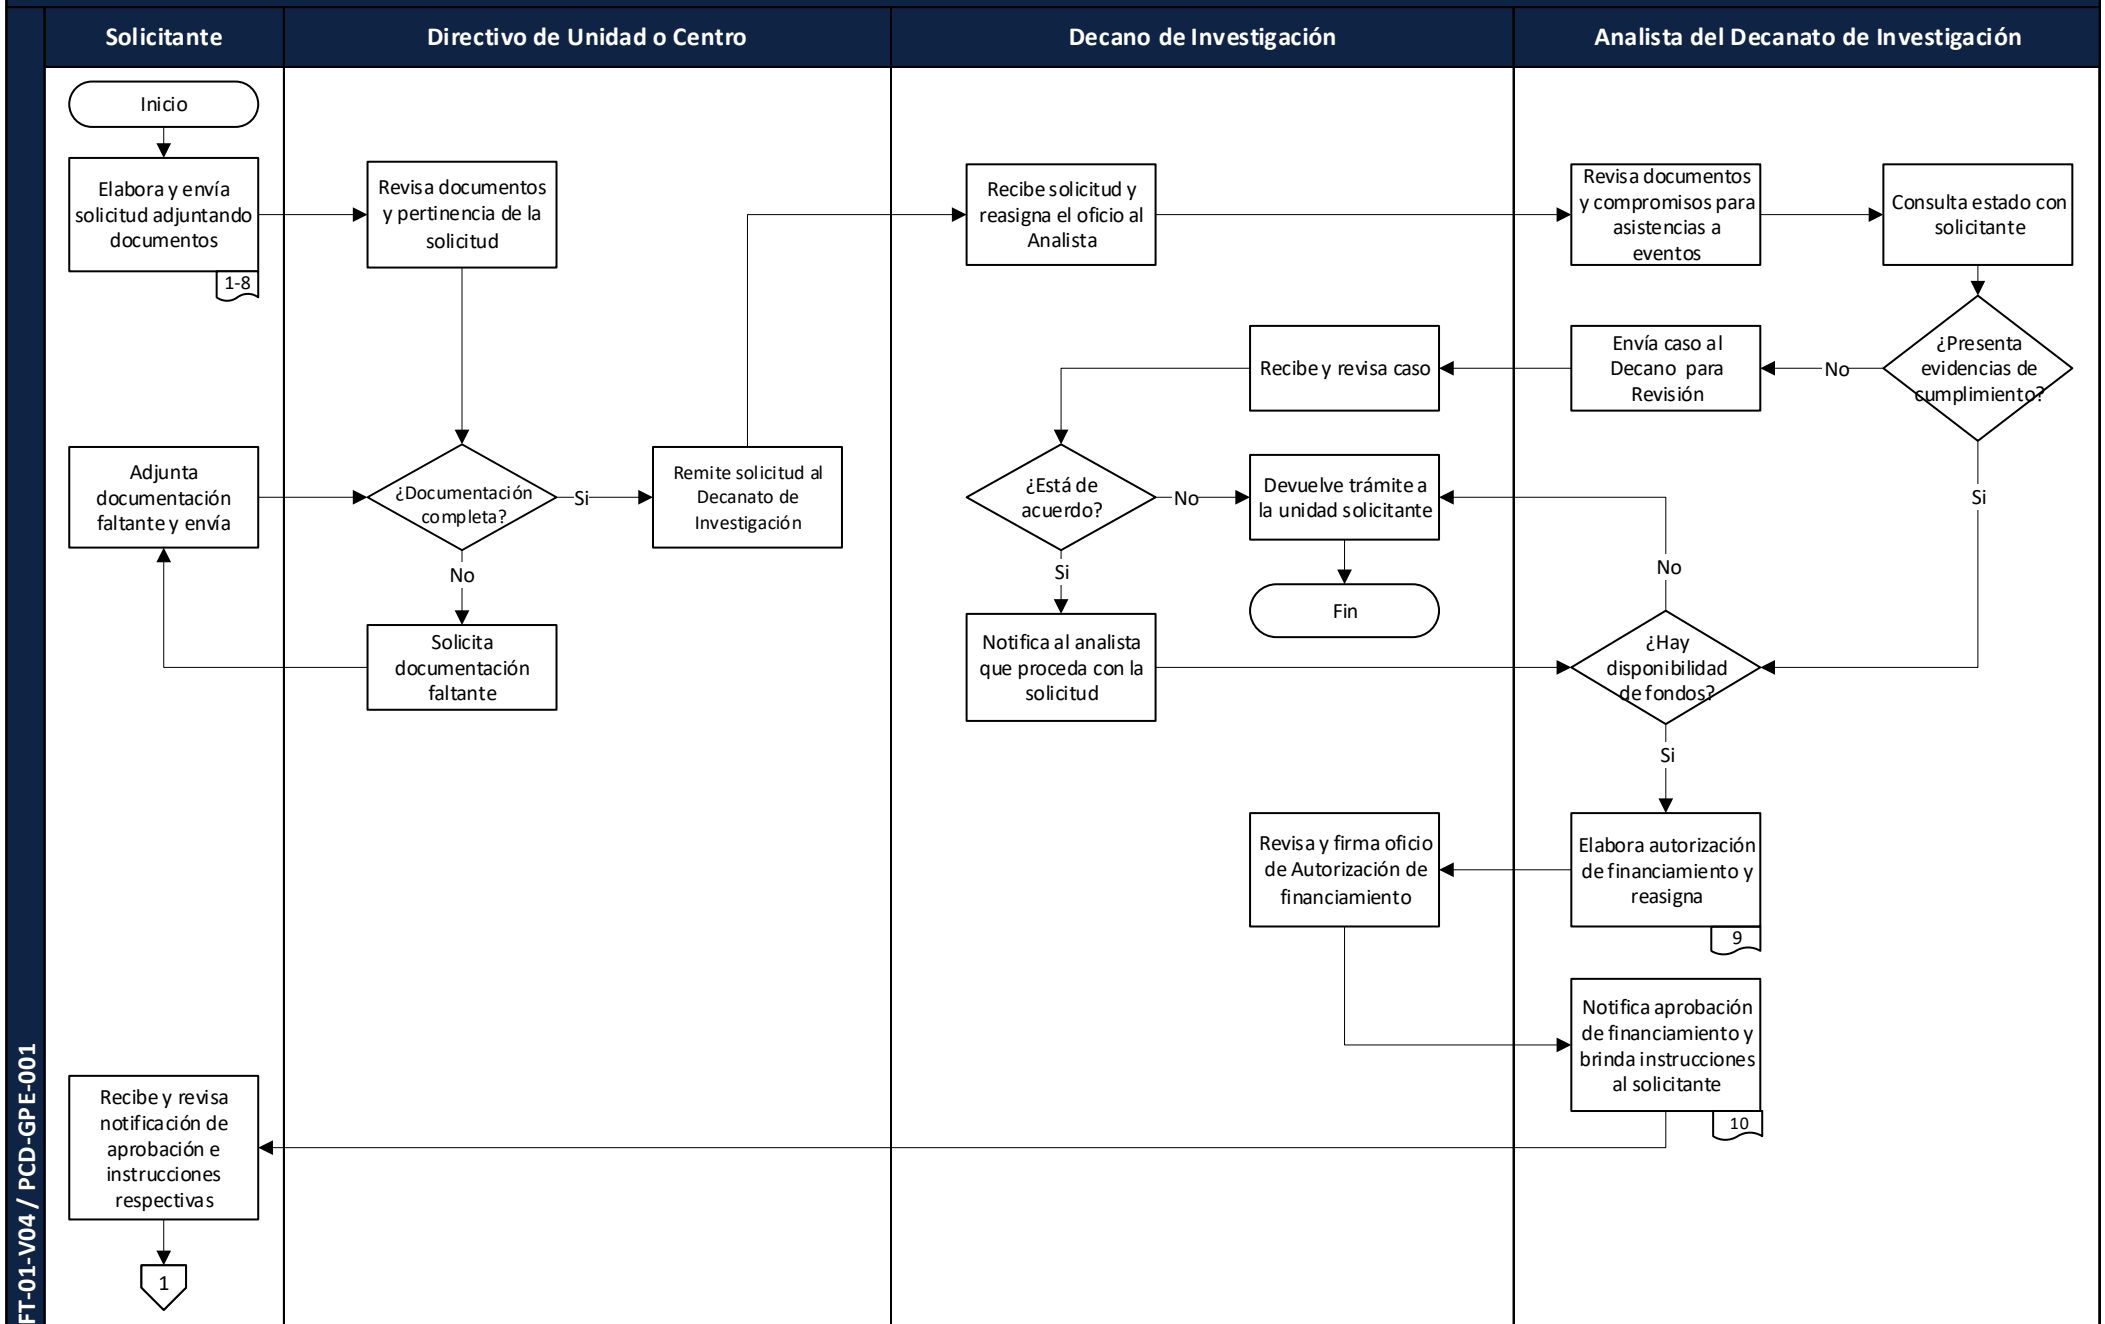 Solicitante
Directivo de Unidad o Centro
Decano de Investigación
Analista del Decanato de Investigación
Inicio
Elabora y envía
solicitud adjuntando
documentos
1-8
Revisa documentos
y pertinencia de la
solicitud
Recibe solicitud y
reasigna el oficio al
Analista
Revisa documentos
y compromisos para
asistencias a
eventos
Consulta estado con
solicitante
¿Presenta
evidencias de
cumplimiento?
No
Si
Envía caso al
Decano para
Revisión
Recibe y revisa caso
Adjunta
documentación
faltante y envía
¿Documentación
completa?
Si
No
Remite solicitud al
Decanato de
Investigación
¿Está de
acuerdo?
No
Si
Devuelve trámite a
la unidad solicitante
Fin
Solicita
documentación
faltante
Notifica al analista
que proceda con la
solicitud
No
¿Hay
disponibilidad
de fondos?
Si
Revisa y firma oficio
de Autorización de
financiamiento
Elabora autorización
de financiamiento y
reasigna
9
Notifica aprobación
de financiamiento y
brinda instrucciones
al solicitante
10
Recibe y revisa
notificación de
aprobación e
instrucciones
respectivas
1
FT-01-V04 / PCD-GPE-001